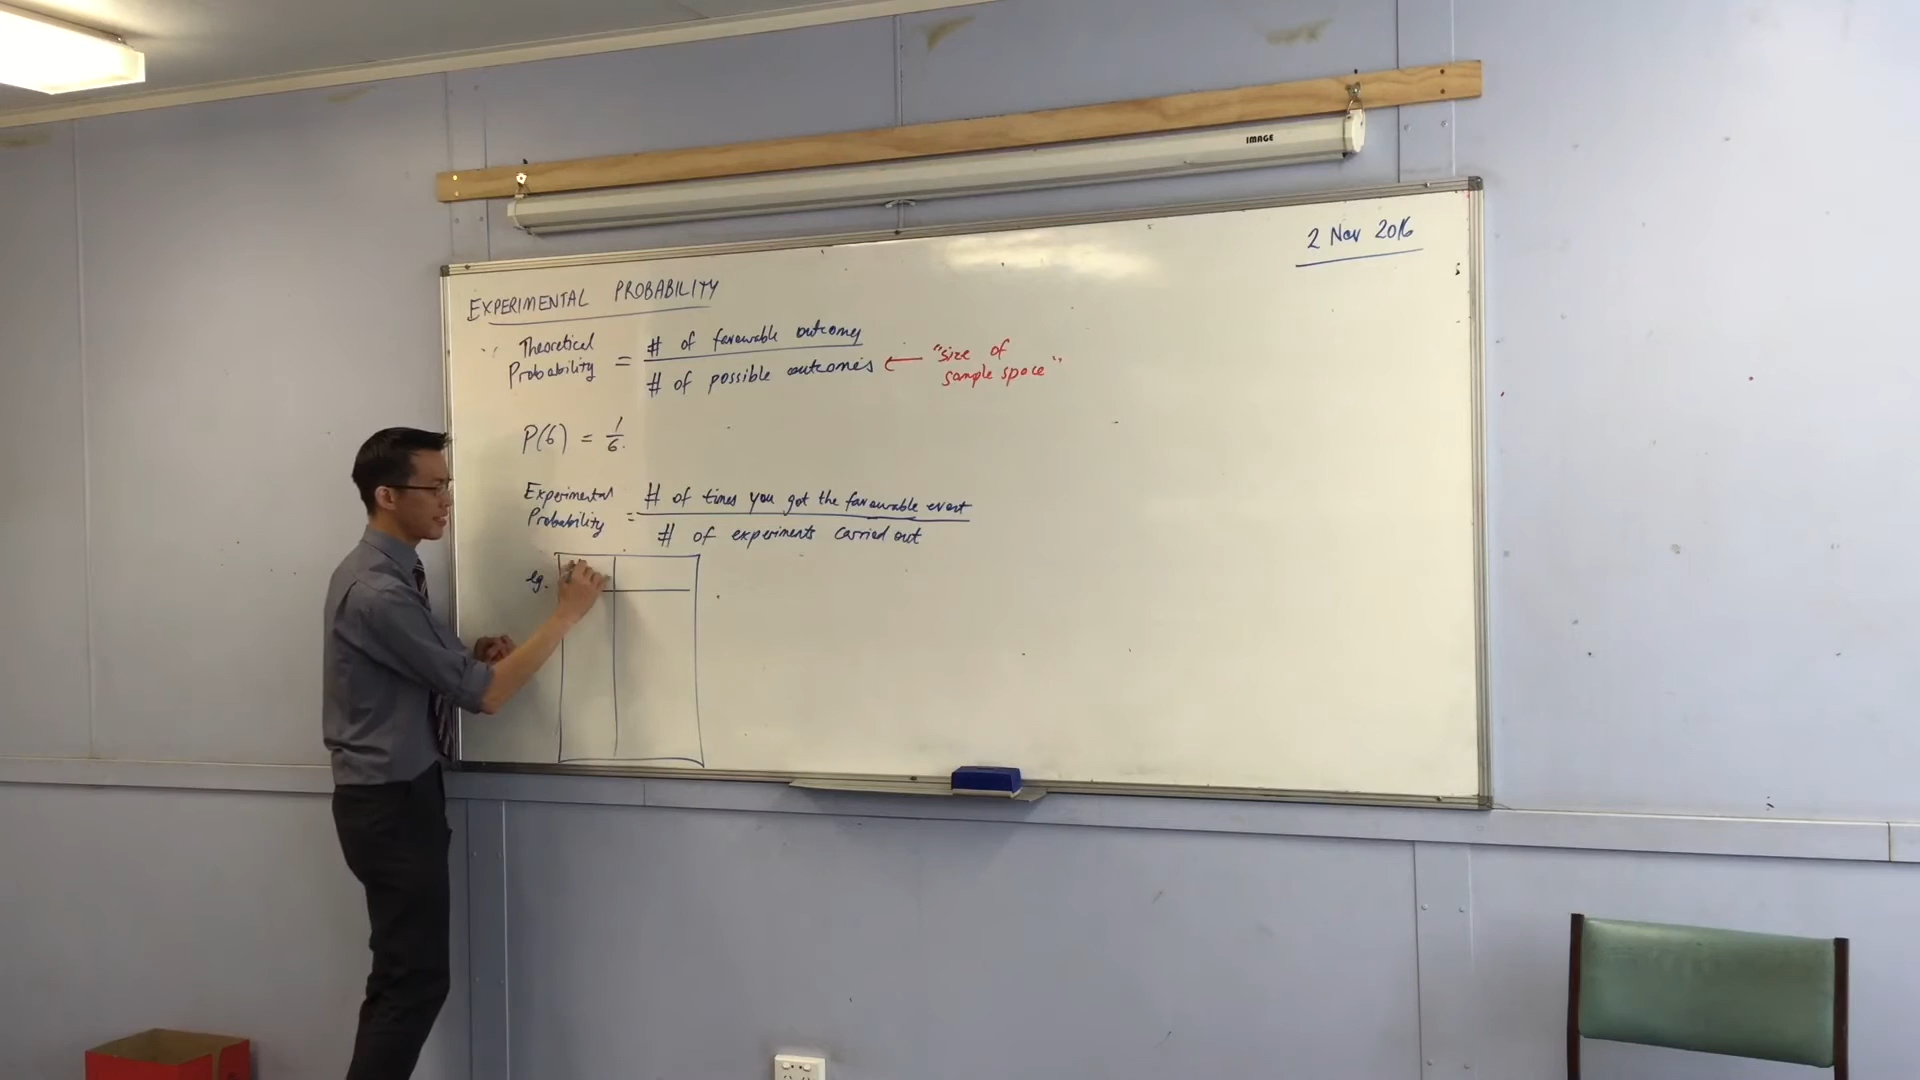 IMAGE
2 Nov 2016
EXPERIMENTAL PROBABILITY
Theoretical Probability = # of favourable outcomes
# of possible outcomes ← "size of sample space"
P(6) = 1/6.
Experimental Probability = # of times you got the favourable event
# of experiments carried out
eg.